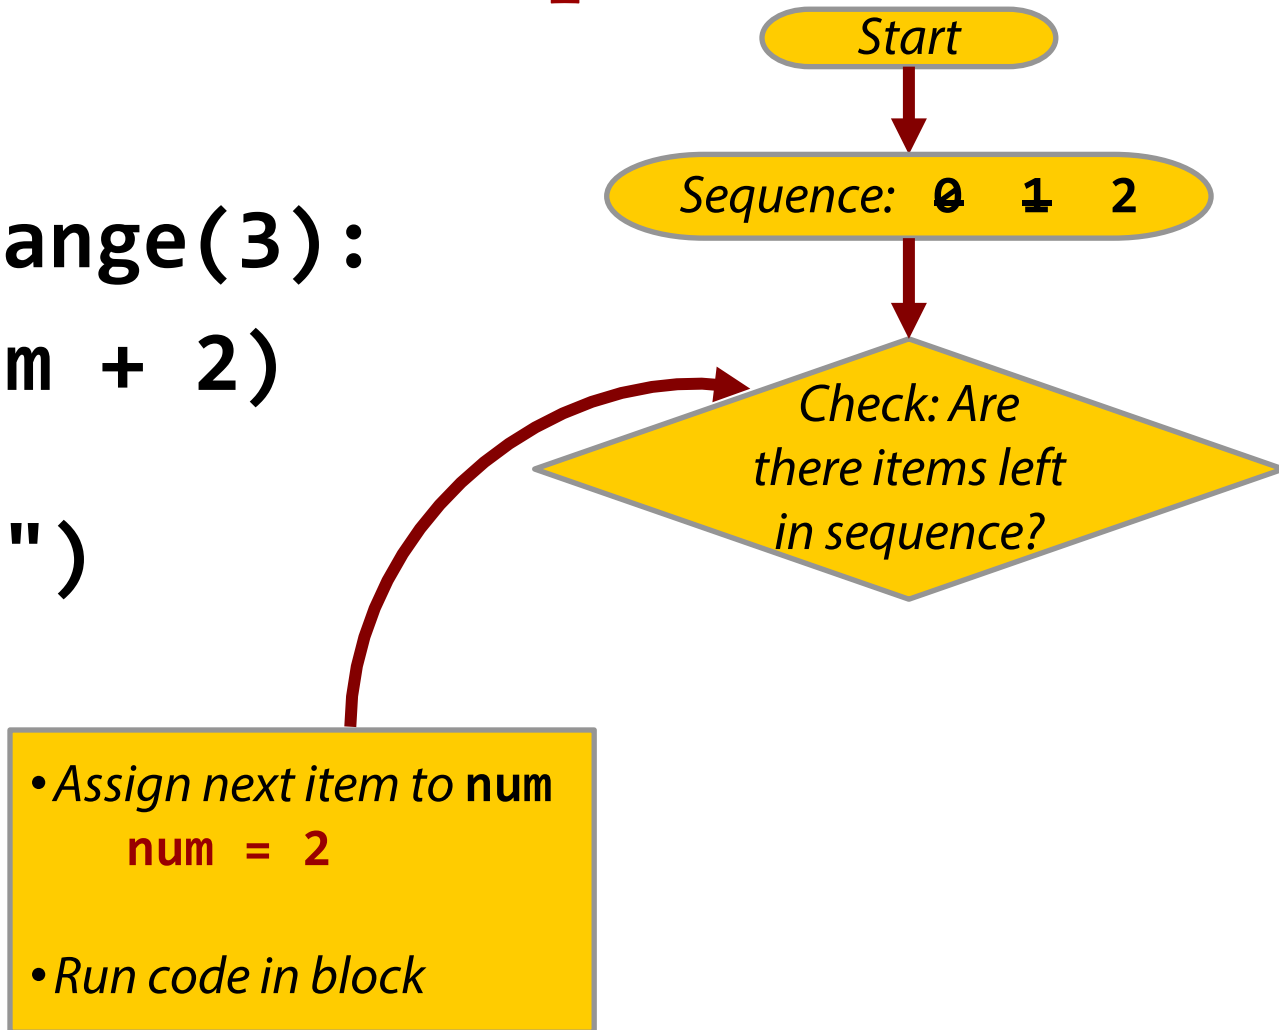 Start
Sequence: 0 1 2
ange(3):
m + 2)
")
Check: Are
there items left
in sequence?
•Assign next item to num
num = 2
•Run code in block